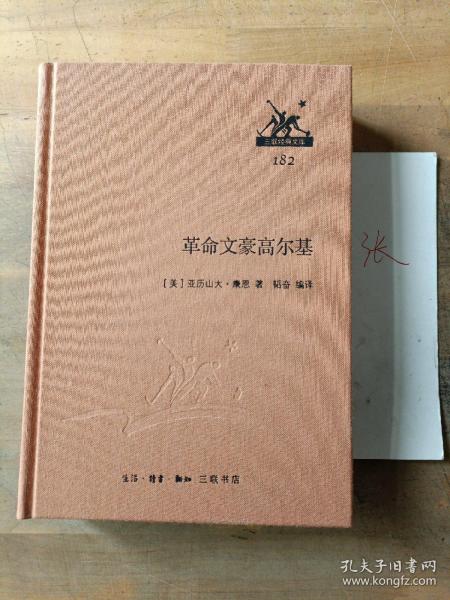 三联经典文库
182
革命文豪高尔基
[美]亚历山大·康恩 著 韬奋 编译
生活·读书·新知 三联书店
张
孔夫子旧书网
www.kongfz.com